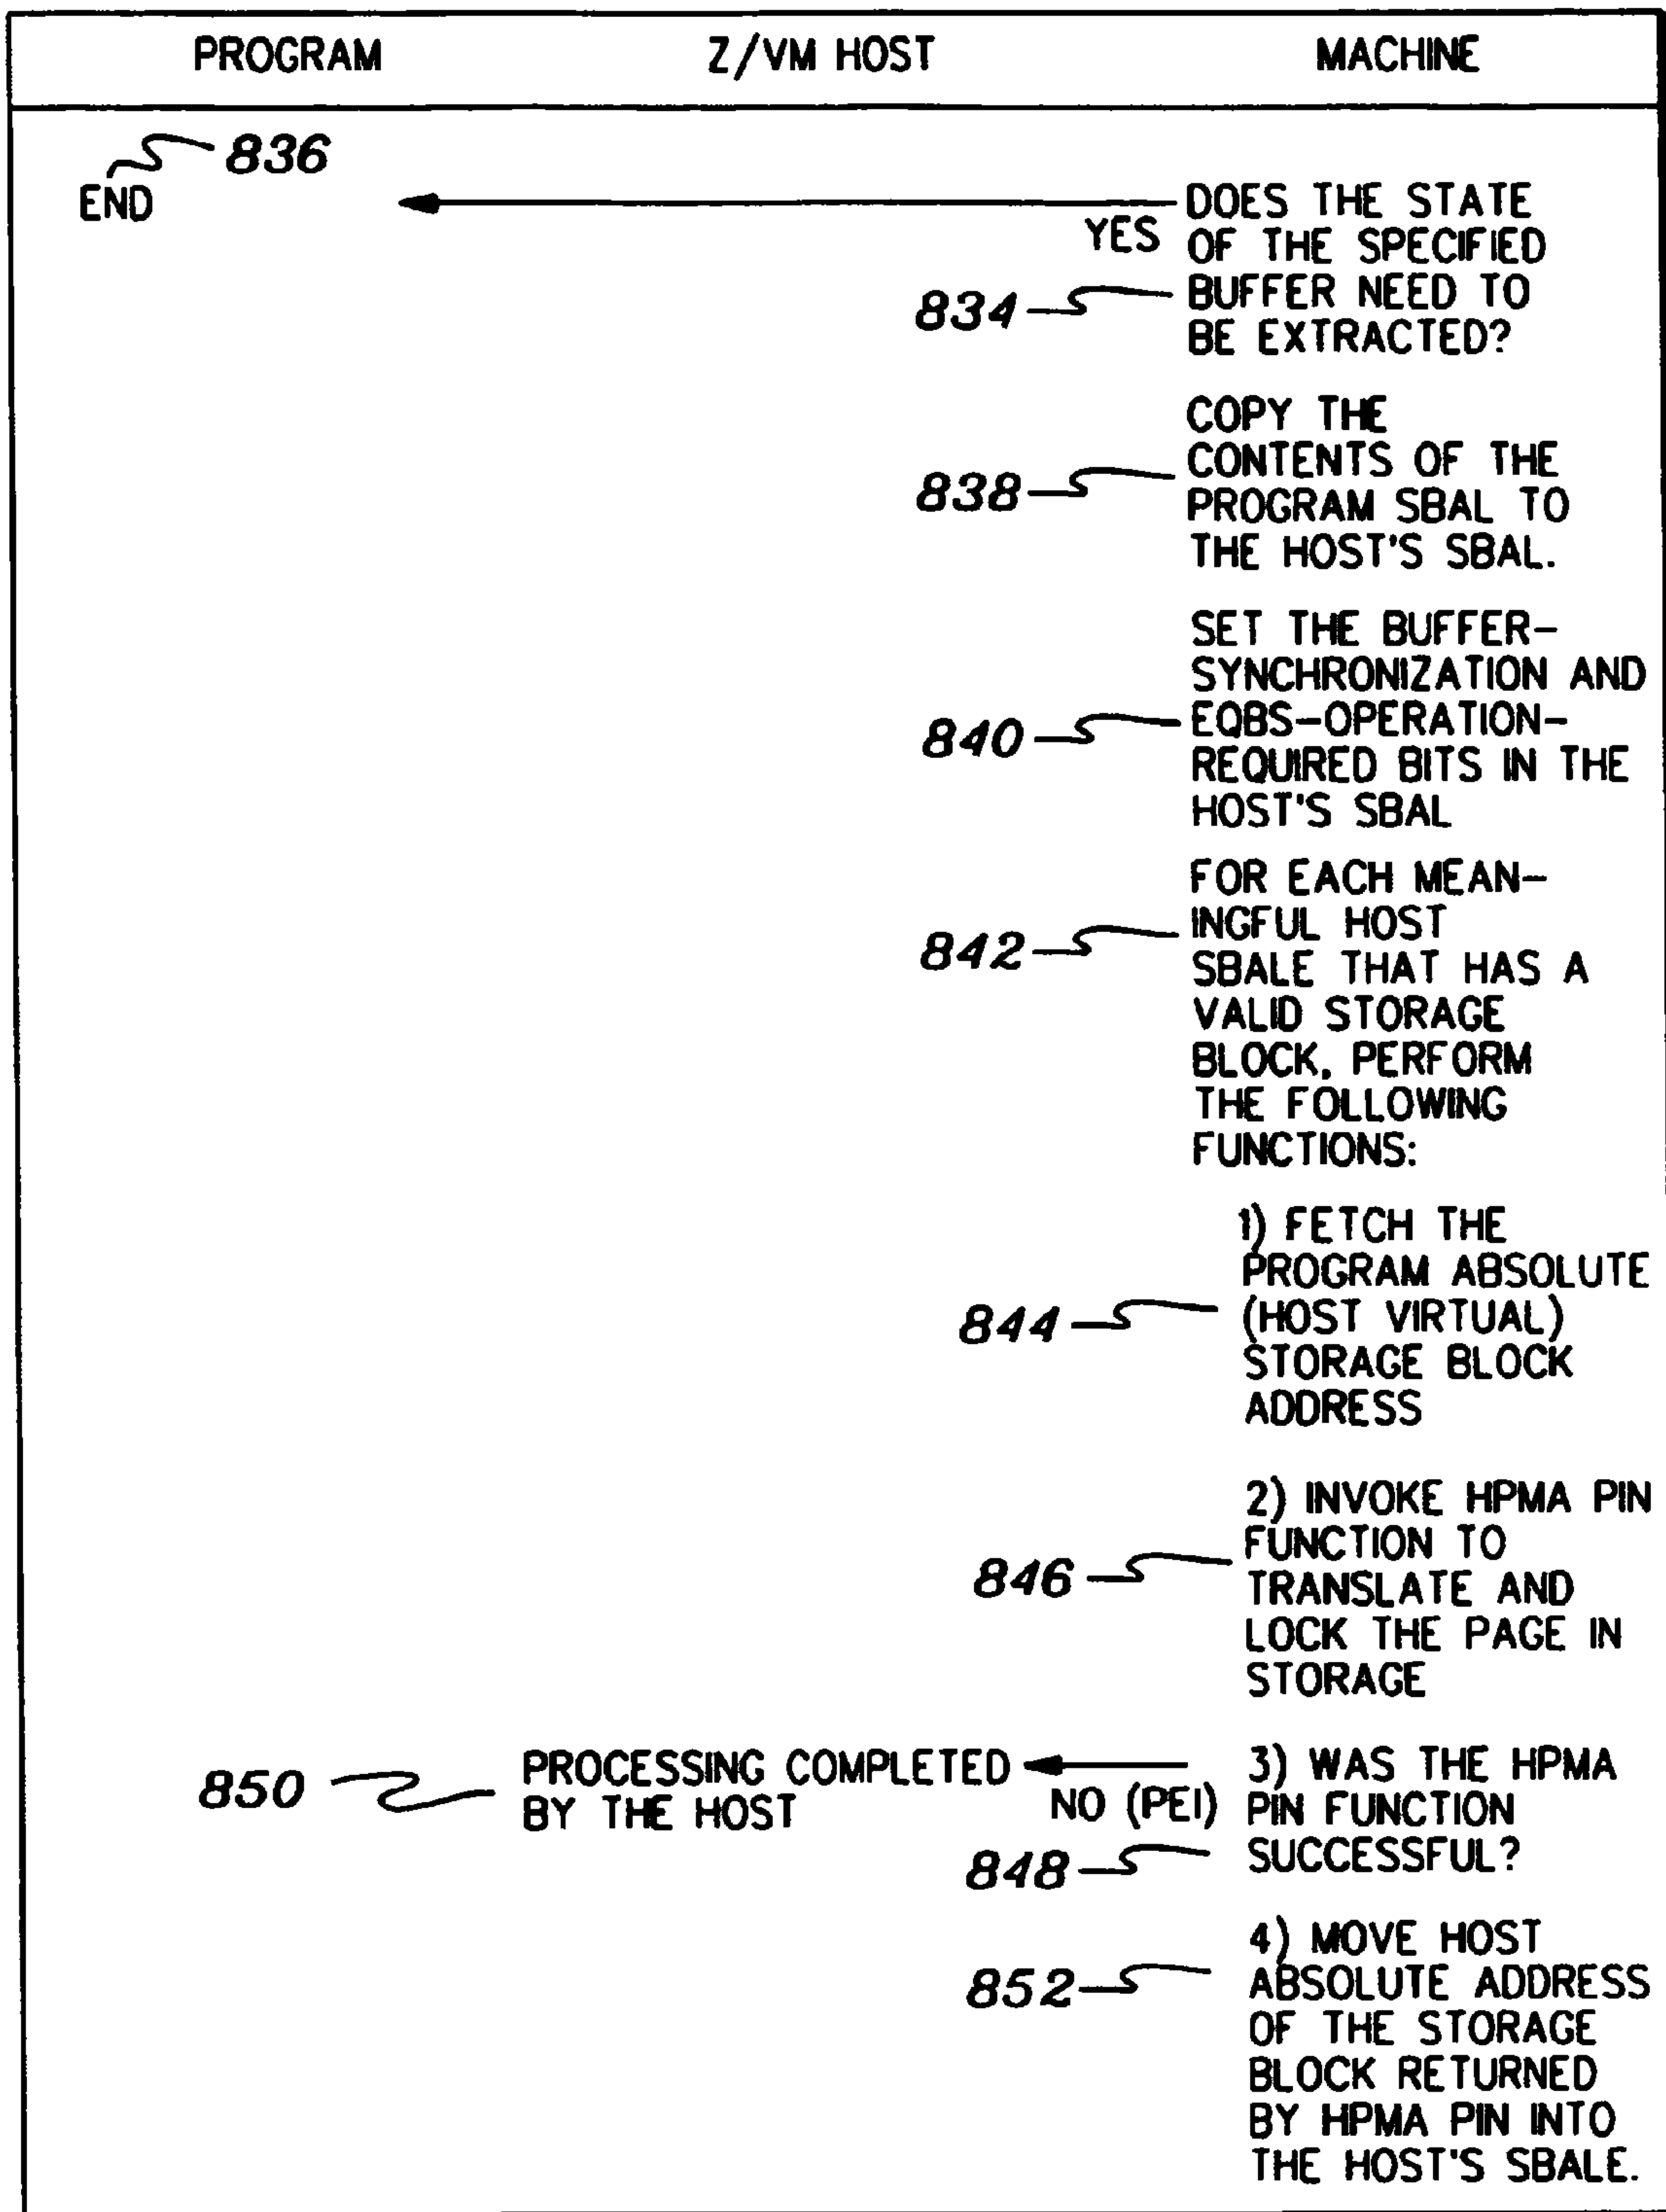 PROGRAM Z/VM HOST MACHINE
836
END
YES
DOES THE STATE
OF THE SPECIFIED
BUFFER NEED TO
BE EXTRACTED?
834
COPY THE
CONTENTS OF THE
PROGRAM SBAL TO
THE HOST'S SBAL.
838
SET THE BUFFER-
SYNCHRONIZATION AND
EQBS-OPERATION-
REQUIRED BITS IN THE
HOST'S SBAL
840
FOR EACH MEAN-
INGFUL HOST
SBALE THAT HAS A
VALID STORAGE
BLOCK, PERFORM
THE FOLLOWING
FUNCTIONS:
842
1) FETCH THE
PROGRAM ABSOLUTE
(HOST VIRTUAL)
STORAGE BLOCK
ADDRESS
844
2) INVOKE HPMA PIN
FUNCTION TO
TRANSLATE AND
LOCK THE PAGE IN
STORAGE
846
850
PROCESSING COMPLETED
BY THE HOST
NO (PEI)
3) WAS THE HPMA
PIN FUNCTION
SUCCESSFUL?
848
4) MOVE HOST
ABSOLUTE ADDRESS
OF THE STORAGE
BLOCK RETURNED
BY HPMA PIN INTO
THE HOST'S SBALE.
852